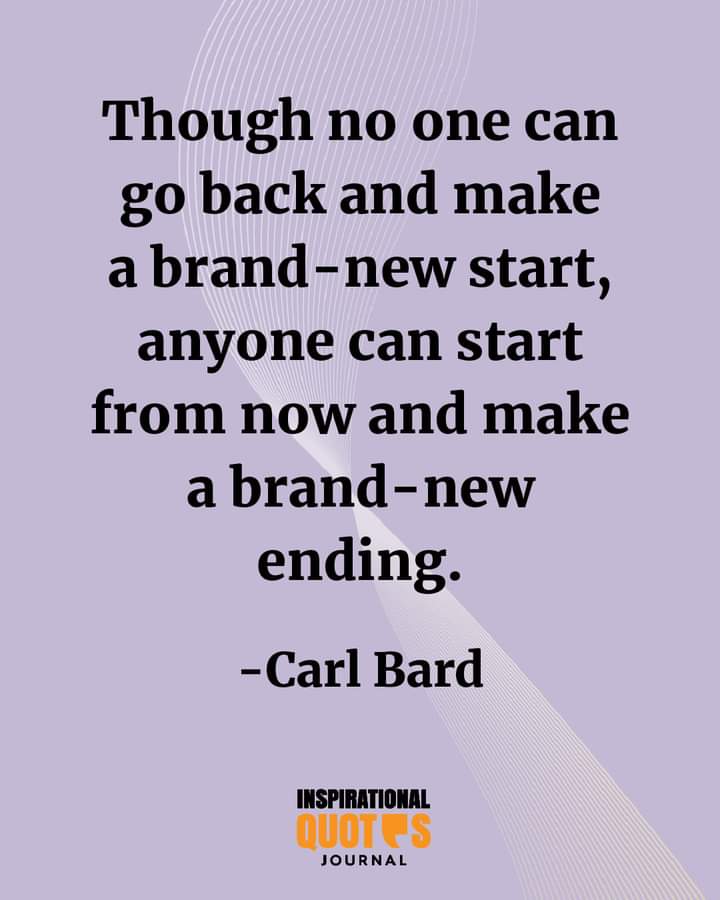 Though no one can
go back and make
a brand-new start,
anyone can start
from now and make
a brand-new
ending.
-Carl Bard
INSPIRATIONAL
QUOTES
JOURNAL